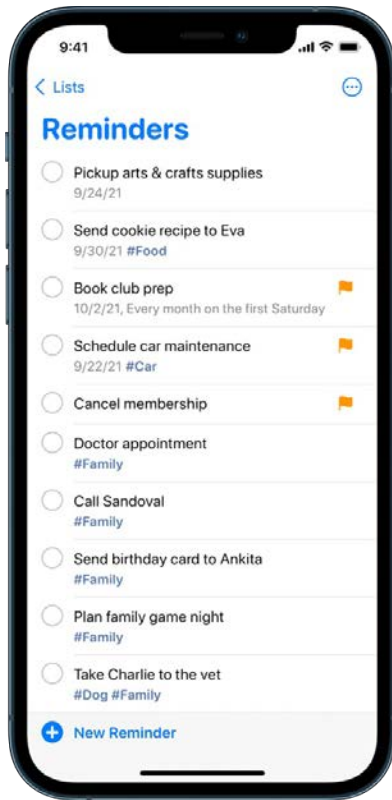 9:41
Lists
Reminders
Pickup arts & crafts supplies
9/24/21
Send cookie recipe to Eva
9/30/21 #Food
Book club prep
10/2/21, Every month on the first Saturday
Schedule car maintenance
9/22/21 #Car
Cancel membership
Doctor appointment
#Family
Call Sandoval
#Family
Send birthday card to Ankita
#Family
Plan family game night
#Family
Take Charlie to the vet
#Dog #Family
New Reminder